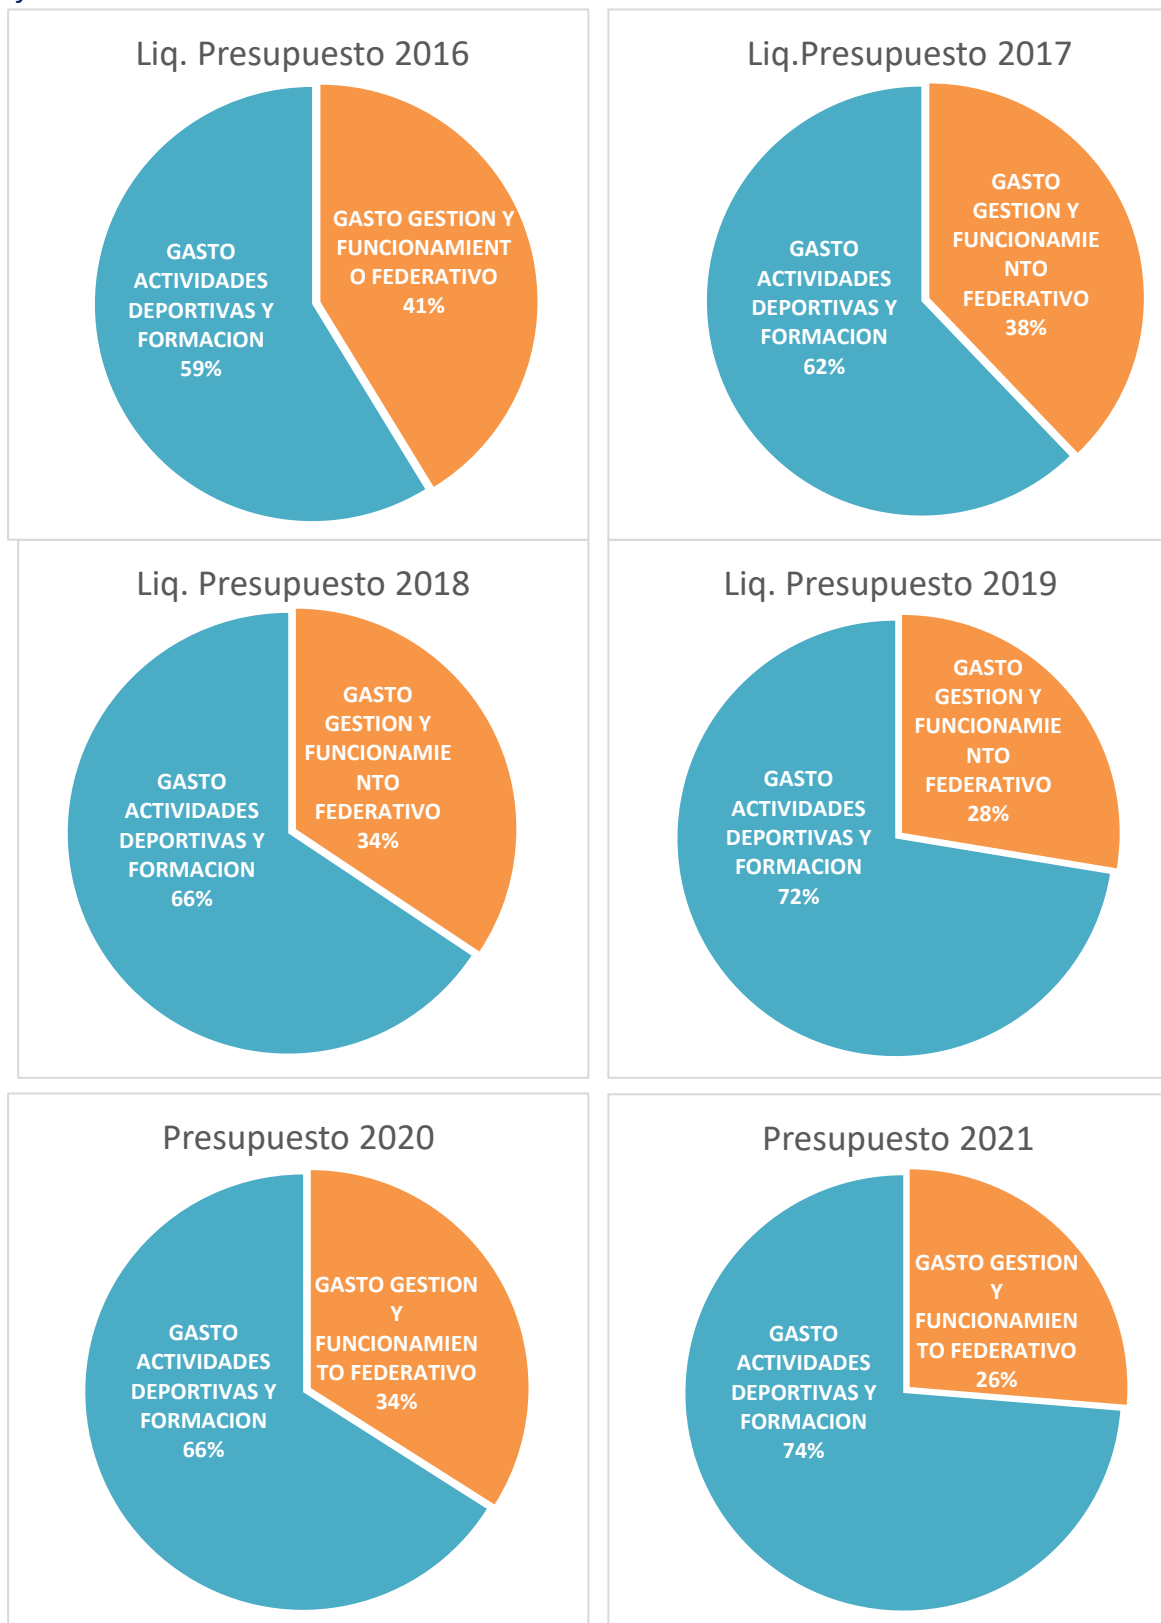 Liq. Presupuesto 2016
GASTO GESTION Y
FUNCIONAMIENT
O FEDERATIVO
41%
GASTO
ACTIVIDADES
DEPORTIVAS Y
FORMACION
59%
Liq.Presupuesto 2017
GASTO
GESTION Y
FUNCIONAMIE
NTO
FEDERATIVO
38%
GASTO
ACTIVIDADES
DEPORTIVAS Y
FORMACION
62%
Liq. Presupuesto 2018
GASTO
GESTION Y
FUNCIONAMIE
NTO
FEDERATIVO
34%
GASTO
ACTIVIDADES
DEPORTIVAS Y
FORMACION
66%
Liq. Presupuesto 2019
GASTO
GESTION Y
FUNCIONAMIE
NTO
FEDERATIVO
28%
GASTO
ACTIVIDADES
DEPORTIVAS Y
FORMACION
72%
Presupuesto 2020
GASTO GESTION
Y
FUNCIONAMIEN
TO FEDERATIVO
34%
GASTO
ACTIVIDADES
DEPORTIVAS Y
FORMACION
66%
Presupuesto 2021
GASTO GESTION
Y
FUNCIONAMIEN
TO FEDERATIVO
26%
GASTO
ACTIVIDADES
DEPORTIVAS Y
FORMACION
74%